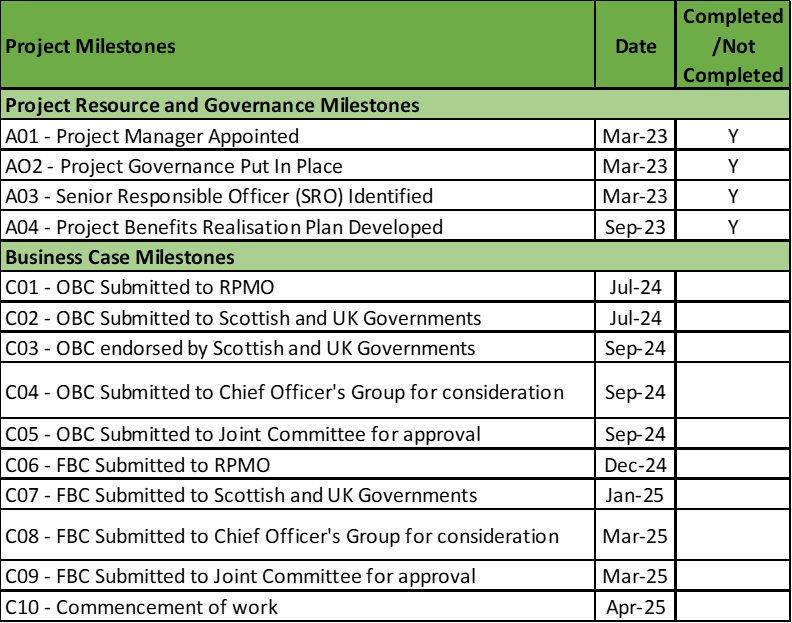 Project Milestones Date Completed
/Not
Completed
Project Resource and Governance Milestones
A01 - Project Manager Appointed Mar-23 Y
AO2 - Project Governance Put In Place Mar-23 Y
A03 - Senior Responsible Officer (SRO) Identified Mar-23 Y
A04 - Project Benefits Realisation Plan Developed Sep-23 Y
Business Case Milestones
C01 - OBC Submitted to RPMO Jul-24
C02 - OBC Submitted to Scottish and UK Governments Jul-24
C03 - OBC endorsed by Scottish and UK Governments Sep-24
C04 - OBC Submitted to Chief Officer's Group for consideration Sep-24
C05 - OBC Submitted to Joint Committee for approval Sep-24
C06 - FBC Submitted to RPMO Dec-24
C07 - FBC Submitted to Scottish and UK Governments Jan-25
C08 - FBC Submitted to Chief Officer's Group for consideration Mar-25
C09 - FBC Submitted to Joint Committee for approval Mar-25
C10 - Commencement of work Apr-25